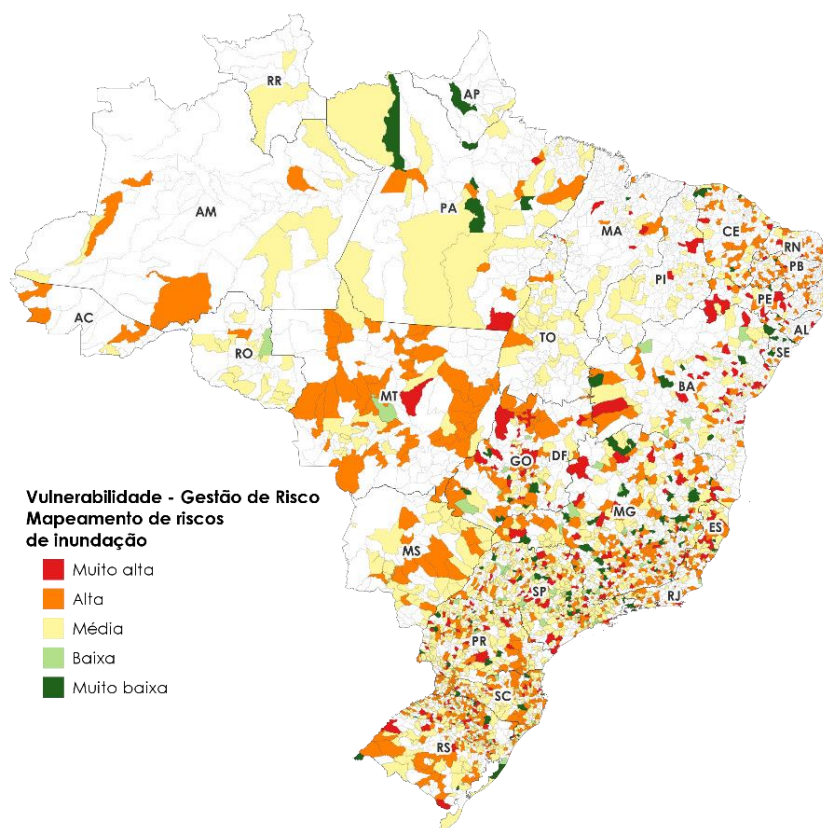 RR
AP
AM
PA
MA
CE
RN
PB
PI
PE
AC
AL
TO
SE
RO
BA
MT
GO
DF
Vulnerabilidade - Gestão de Risco
Mapeamento de riscos
de inundação
MG
ES
MS
Muito alta
Alta
SP
RJ
Média
PR
Baixa
Muito baixa
SC
RS